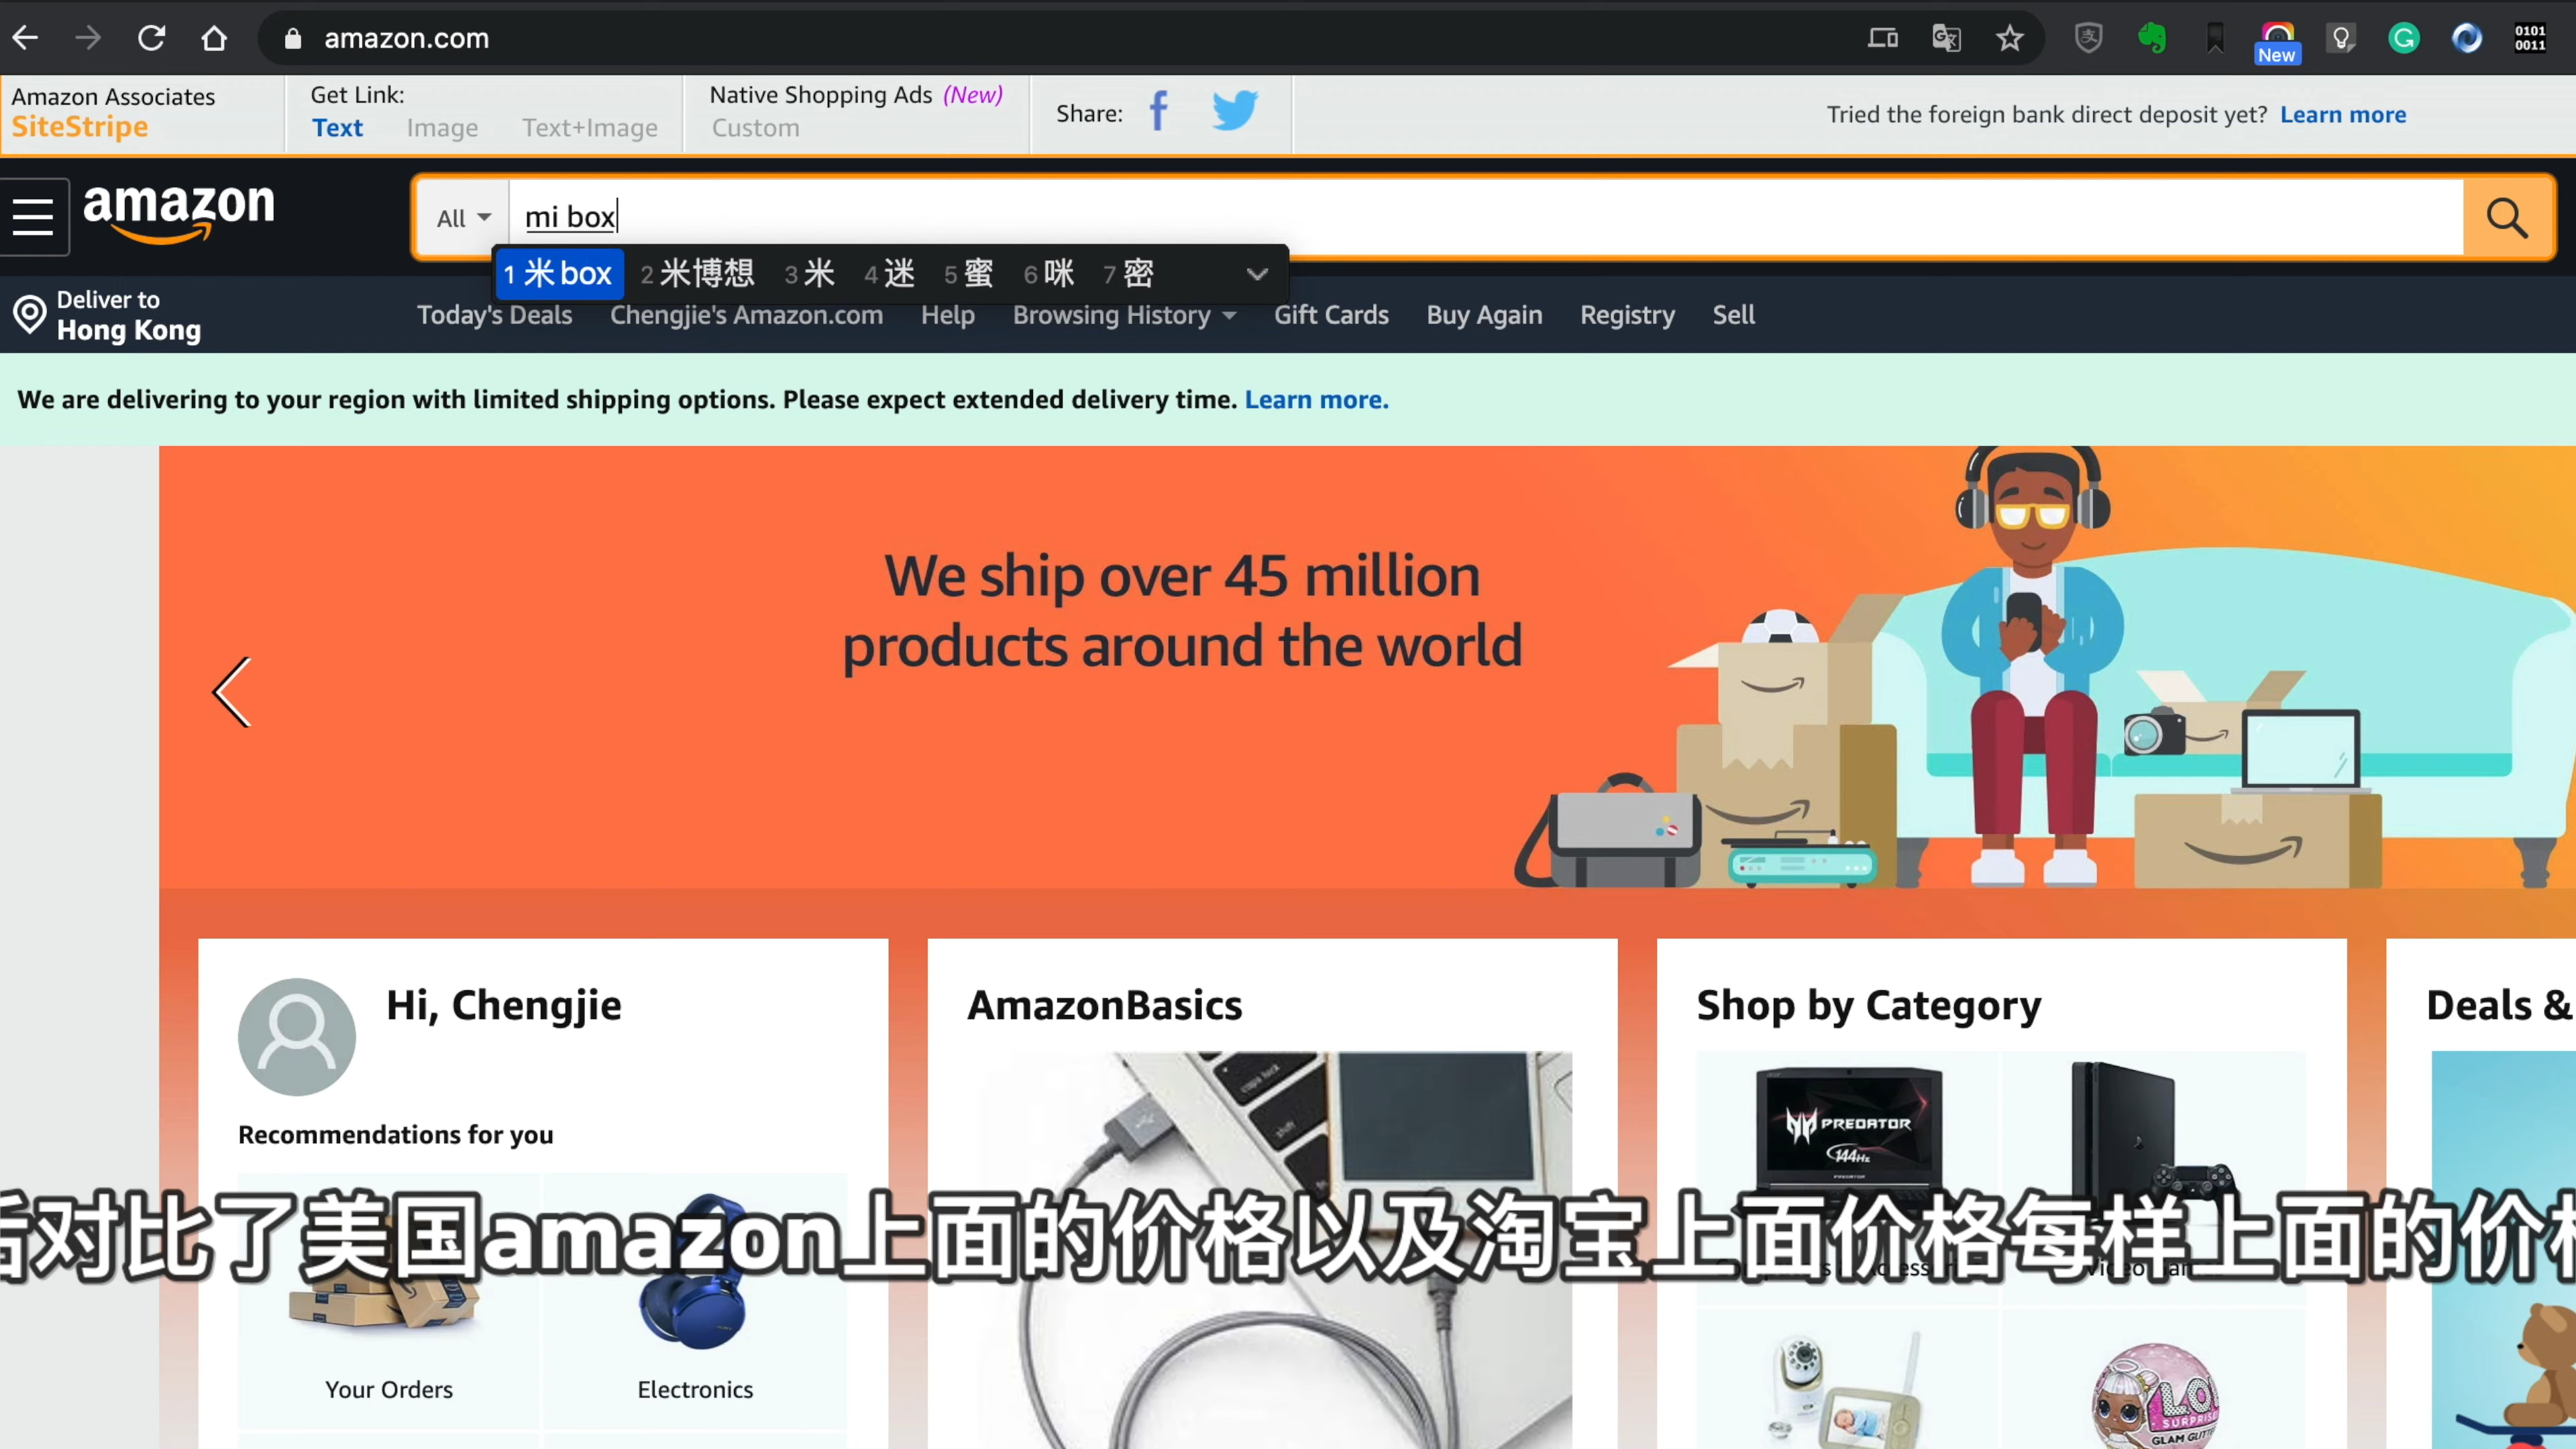 amazon.com
New
0101
0011
Amazon Associates
SiteStripe
Get Link:
Text Image Text+Image
Native Shopping Ads (New)
Custom
Share:
Tried the foreign bank direct deposit yet? Learn more
amazon
All
mi box
1 米box 2 米博想 3 米 4 迷 5 蜜 6 咪 7 密
Deliver to
Hong Kong
Today's Deals Chengjie's Amazon.com Help Browsing History Gift Cards Buy Again Registry Sell
We are delivering to your region with limited shipping options. Please expect extended delivery time. Learn more.
We ship over 45 million
products around the world
Hi, Chengjie
AmazonBasics
Shop by Category
Deals &
Recommendations for you
caps lock
shift
PREDATOR
144Hz
PREDATOR
后对比了美国amazon上面的价格以及淘宝上面价格每样上面的价格
Your Orders
Electronics
L.O.L.
SURPRISE